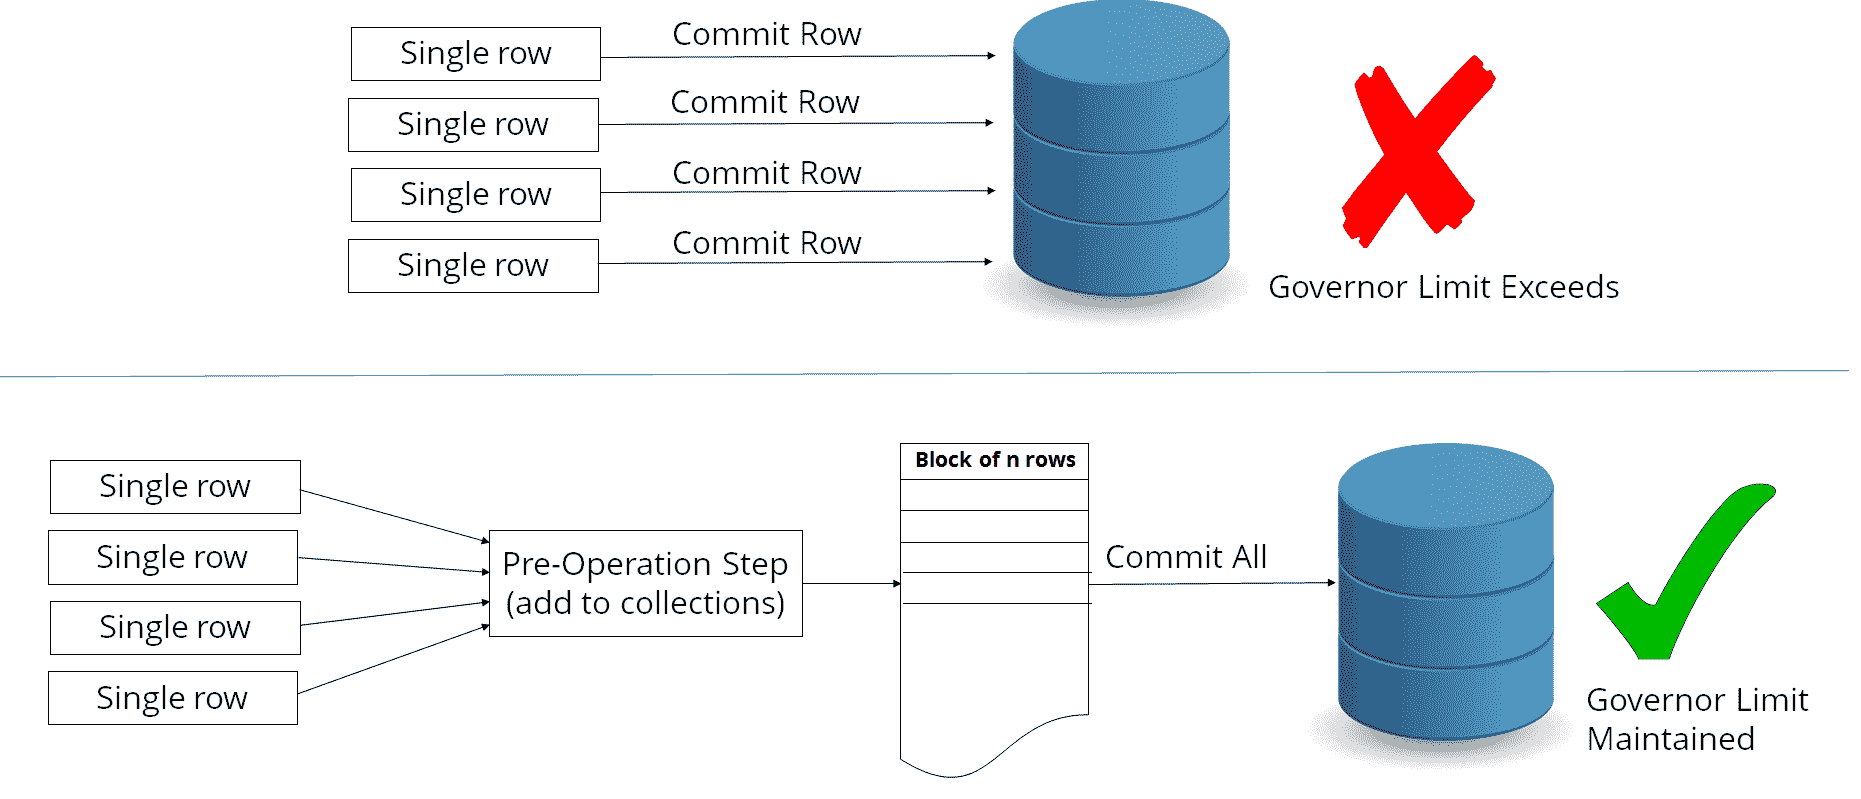 Single row
Commit Row
Single row
Commit Row
Single row
Commit Row
Single row
Commit Row
Governor Limit Exceeds
Single row
Single row
Single row
Single row
Pre-Operation Step
(add to collections)
Block of n rows
Commit All
Governor Limit
Maintained